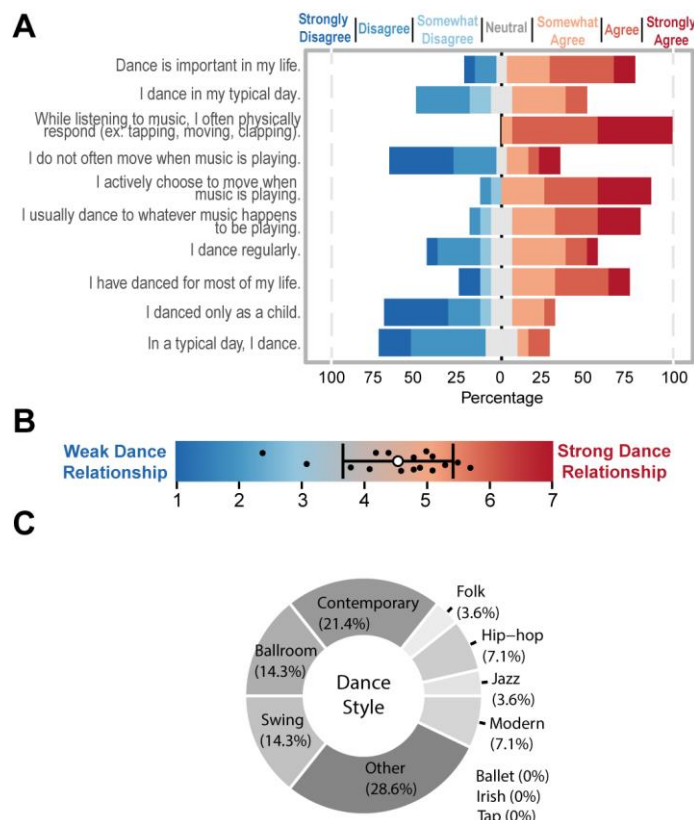 A
Strongly Disagree | Disagree | Somewhat Disagree | Neutral | Somewhat Agree | Agree | Strongly Agree
Dance is important in my life.
I dance in my typical day.
While listening to music, I often physically
respond (ex: tapping, moving, clapping).
I do not often move when music is playing.
I actively choose to move when
music is playing.
I usually dance to whatever music happens
to be playing.
I dance regularly.
I have danced for most of my life.
I danced only as a child.
In a typical day, I dance.
100 75 50 25 0 25 50 75 100
Percentage
B
Weak Dance
Relationship
Strong Dance
Relationship
1 2 3 4 5 6 7
C
Contemporary
(21.4%)
Folk
(3.6%)
Hip-hop
(7.1%)
Jazz
(3.6%)
Modern
(7.1%)
Ballroom
(14.3%)
Swing
(14.3%)
Dance
Style
Other
(28.6%)
Ballet (0%)
Irish (0%)
Tap (0%)